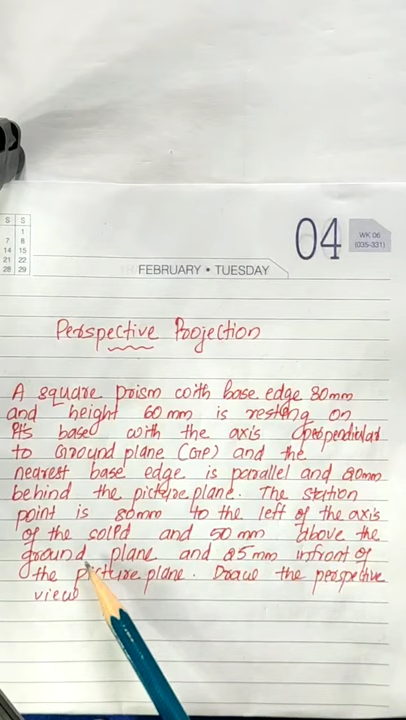 S S
1
7 8
14 15
21 22
28 29
04
WK 06
(035-331)
FEBRUARY • TUESDAY
Perspective Projection
A square prism with base edge 30mm
and height 60 mm is resting on
it's base with the axis perpendicular
to Ground plane (GP) and the
nearest base edge is parallel and 20mm
behind the picture plane. The station
point is 80mm to the left of the axis
of the solid and 50 mm above the
ground plane and 25mm infront of
the picture plane. Draw the perspective
view